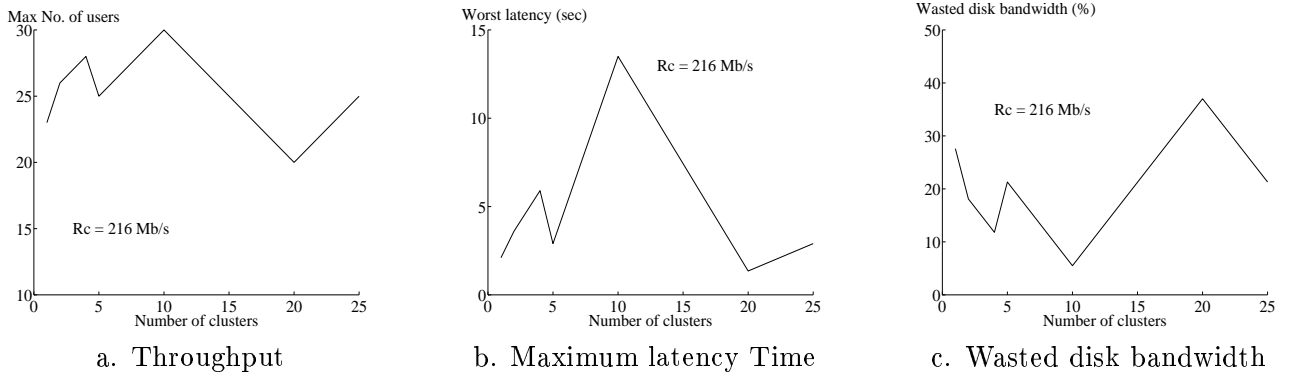 Max No. of users
30
25
20
15
10
0 5 10 15 20 25
Number of clusters
Rc = 216 Mb/s
a. Throughput
Worst latency (sec)
15
10
5
0
0 5 10 15 20 25
Number of clusters
Rc = 216 Mb/s
b. Maximum latency Time
Wasted disk bandwidth (%)
50
40
30
20
10
0
0 5 10 15 20 25
Number of clusters
Rc = 216 Mb/s
c. Wasted disk bandwidth